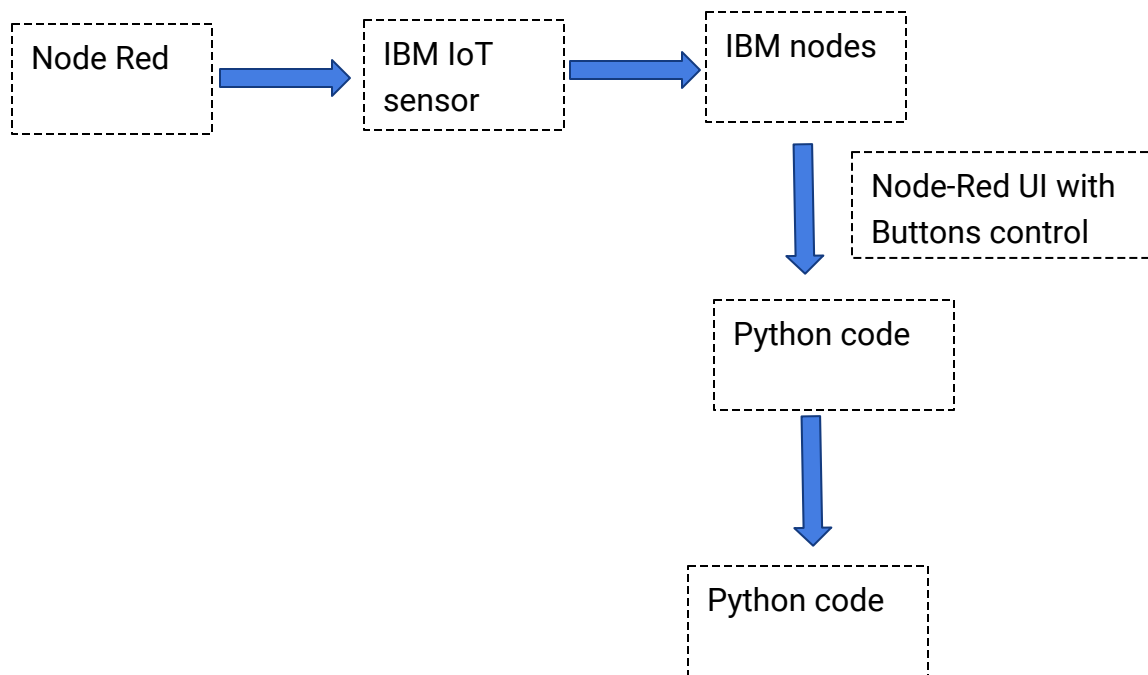 Node Red
IBM IoT
sensor
IBM nodes
Node-Red UI with
Buttons control
Python code
Python code